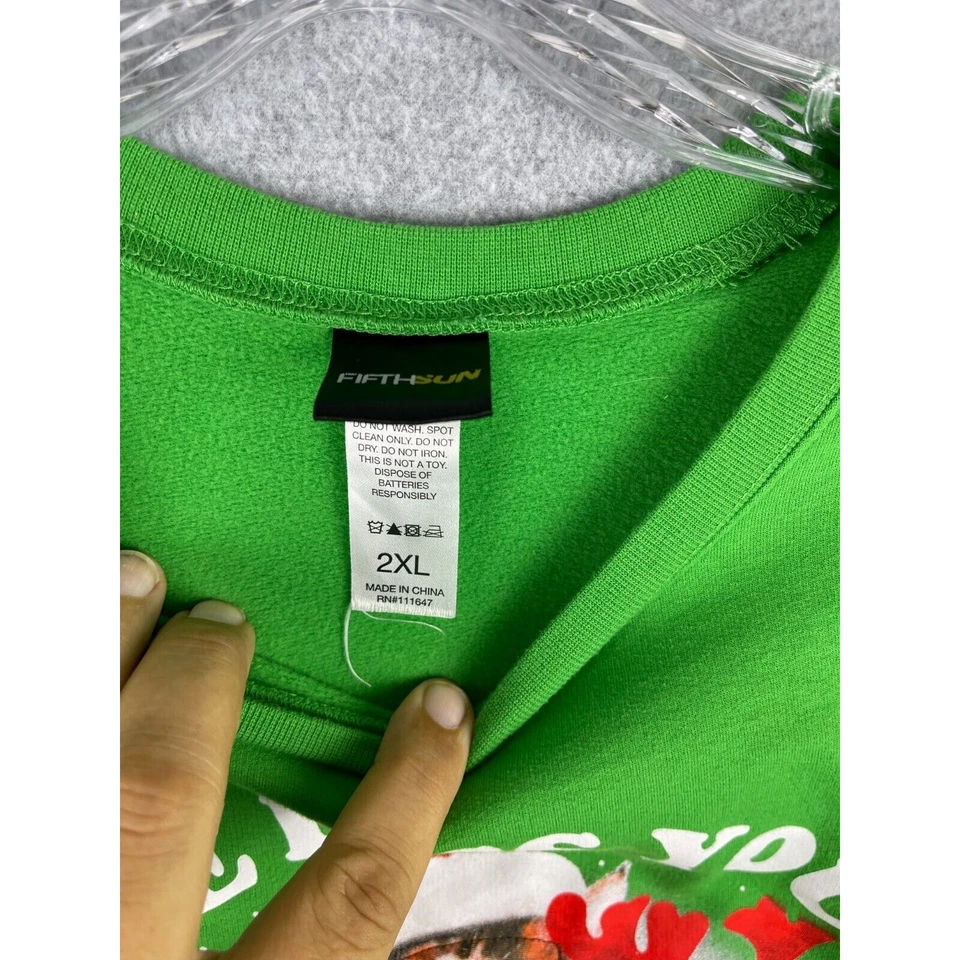 FIFTHSUN
DO NOT WASH. SPOT
CLEAN ONLY. DO NOT
DRY. DO NOT IRON.
THIS IS NOT A TOY.
DISPOSE OF
BATTERIES
RESPONSIBLY
2XL
MADE IN CHINA
RN#111647